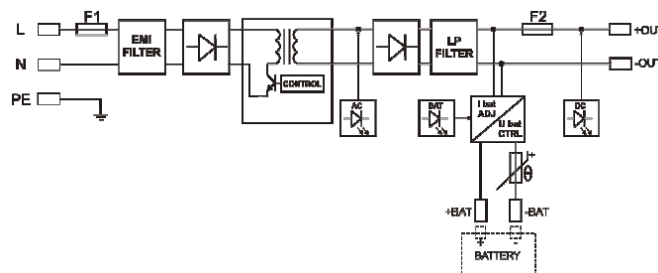 L
F1
EMI
FILTER
LP
FILTER
F2
+OU
N
-OUT
CONTROL
PE
AC
BAT
I bat
ADJ
U bat
CTRL
DC
I+
θ
+BAT
-BAT
+
-
BATTERY